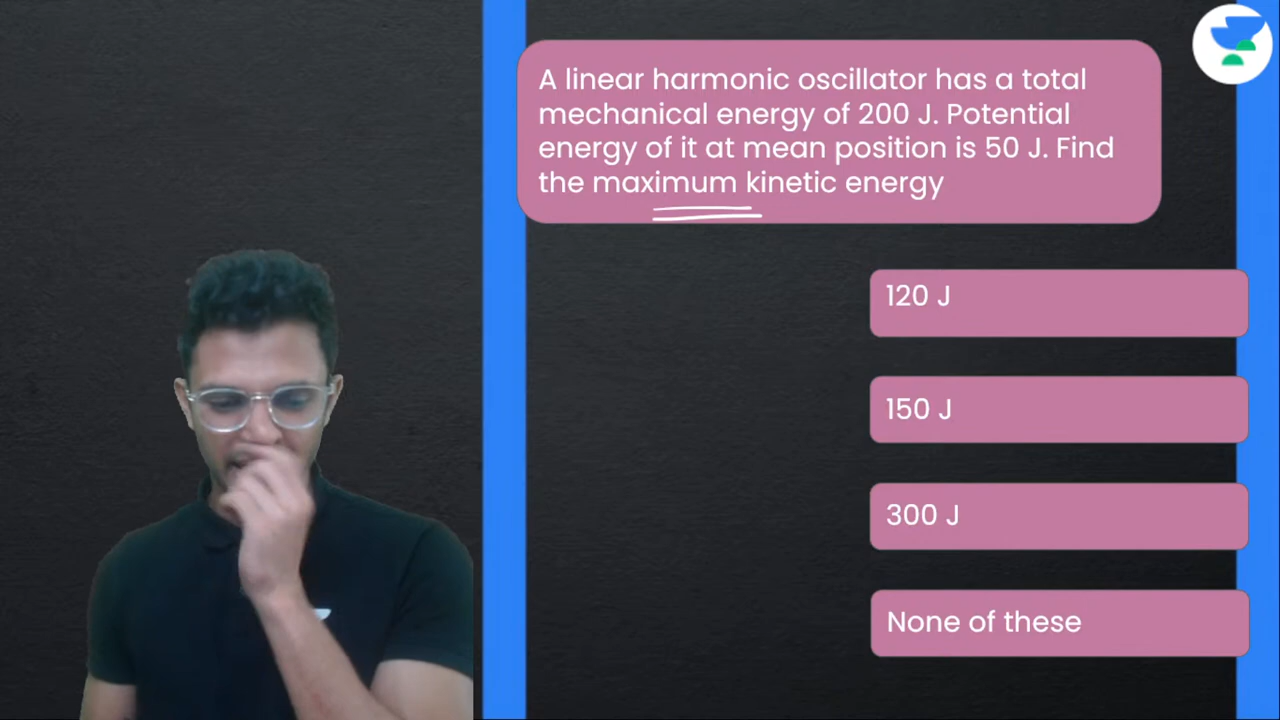 A linear harmonic oscillator has a total
mechanical energy of 200 J. Potential
energy of it at mean position is 50 J. Find
the maximum kinetic energy
120 J
150 J
300 J
None of these